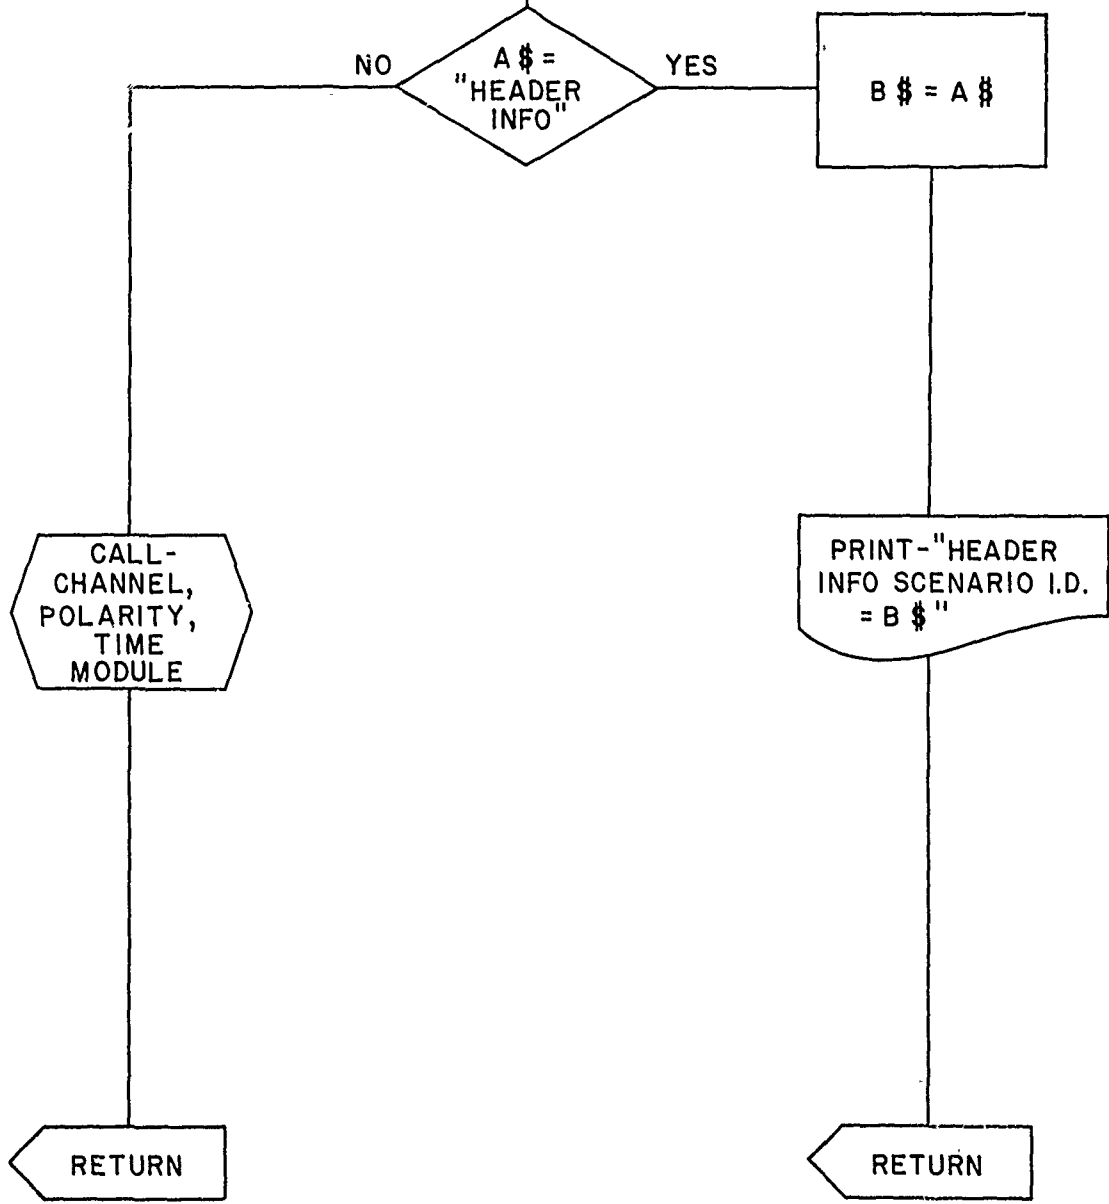 NO
A $ =
"HEADER
INFO"
YES
B $ = A $
CALL-
CHANNEL,
POLARITY,
TIME
MODULE
PRINT-"HEADER
INFO SCENARIO I.D.
= B $"
RETURN
RETURN